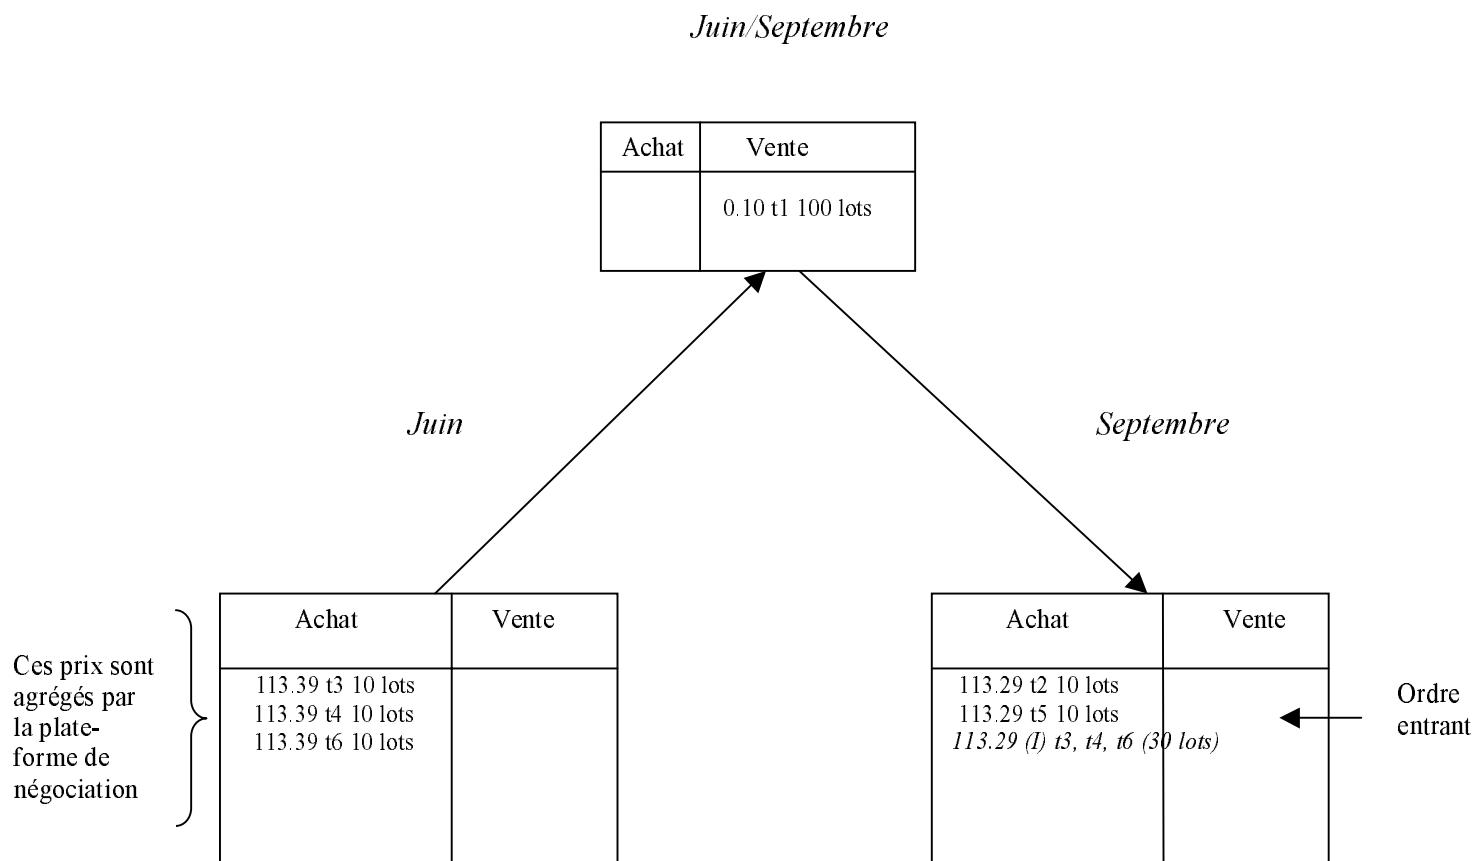 Juin/Septembre
Achat Vente
0.10 t1 100 lots
Juin
Septembre
Achat Vente
113.39 t3 10 lots
113.39 t4 10 lots
113.39 t6 10 lots
Ces prix sont
agrégés par
la plate-
forme de
négociation
Achat Vente
113.29 t2 10 lots
113.29 t5 10 lots
113.29 (I) t3, t4, t6 (30 lots)
Ordre
entrant